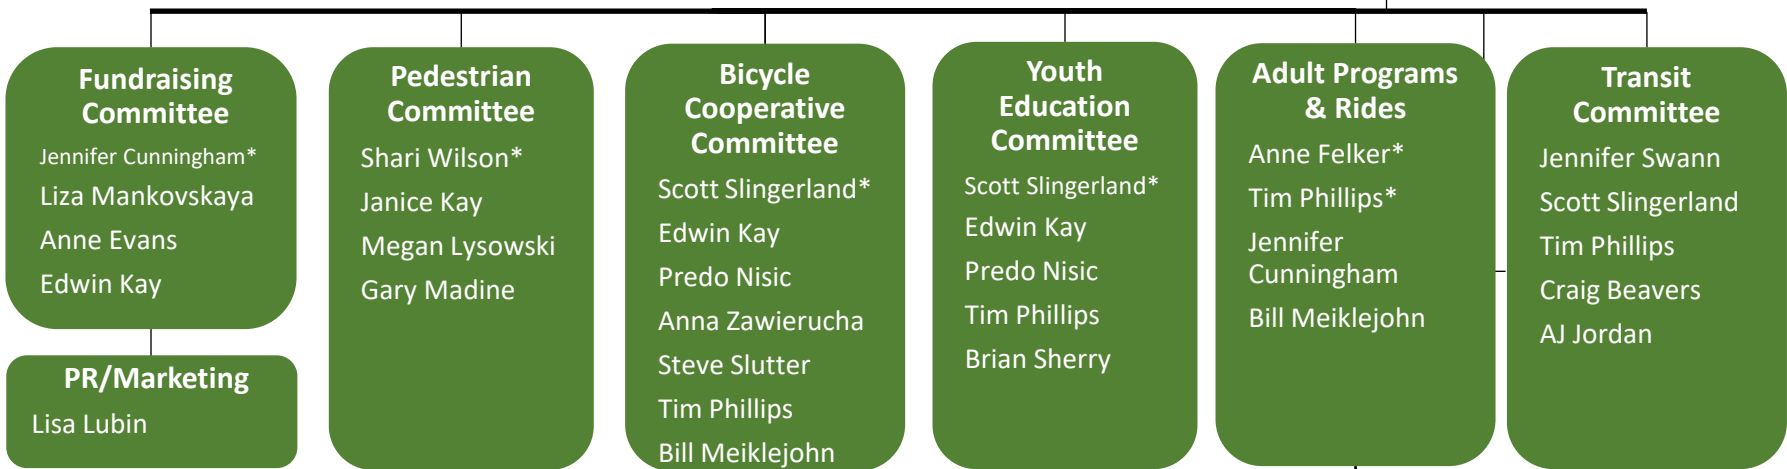 Fundraising
Committee
Jennifer Cunningham*
Liza Mankovskaya
Anne Evans
Edwin Kay
PR/Marketing
Lisa Lubin
Pedestrian
Committee
Shari Wilson*
Janice Kay
Megan Lysowski
Gary Madine
Bicycle
Cooperative
Committee
Scott Slingerland*
Edwin Kay
Predo Nisic
Anna Zawierucha
Steve Slutter
Tim Phillips
Bill Meiklejohn
Youth
Education
Committee
Scott Slingerland*
Edwin Kay
Predo Nisic
Tim Phillips
Brian Sherry
Adult Programs
& Rides
Anne Felker*
Tim Phillips*
Jennifer
Cunningham
Bill Meiklejohn
Transit
Committee
Jennifer Swann
Scott Slingerland
Tim Phillips
Craig Beavers
AJ Jordan